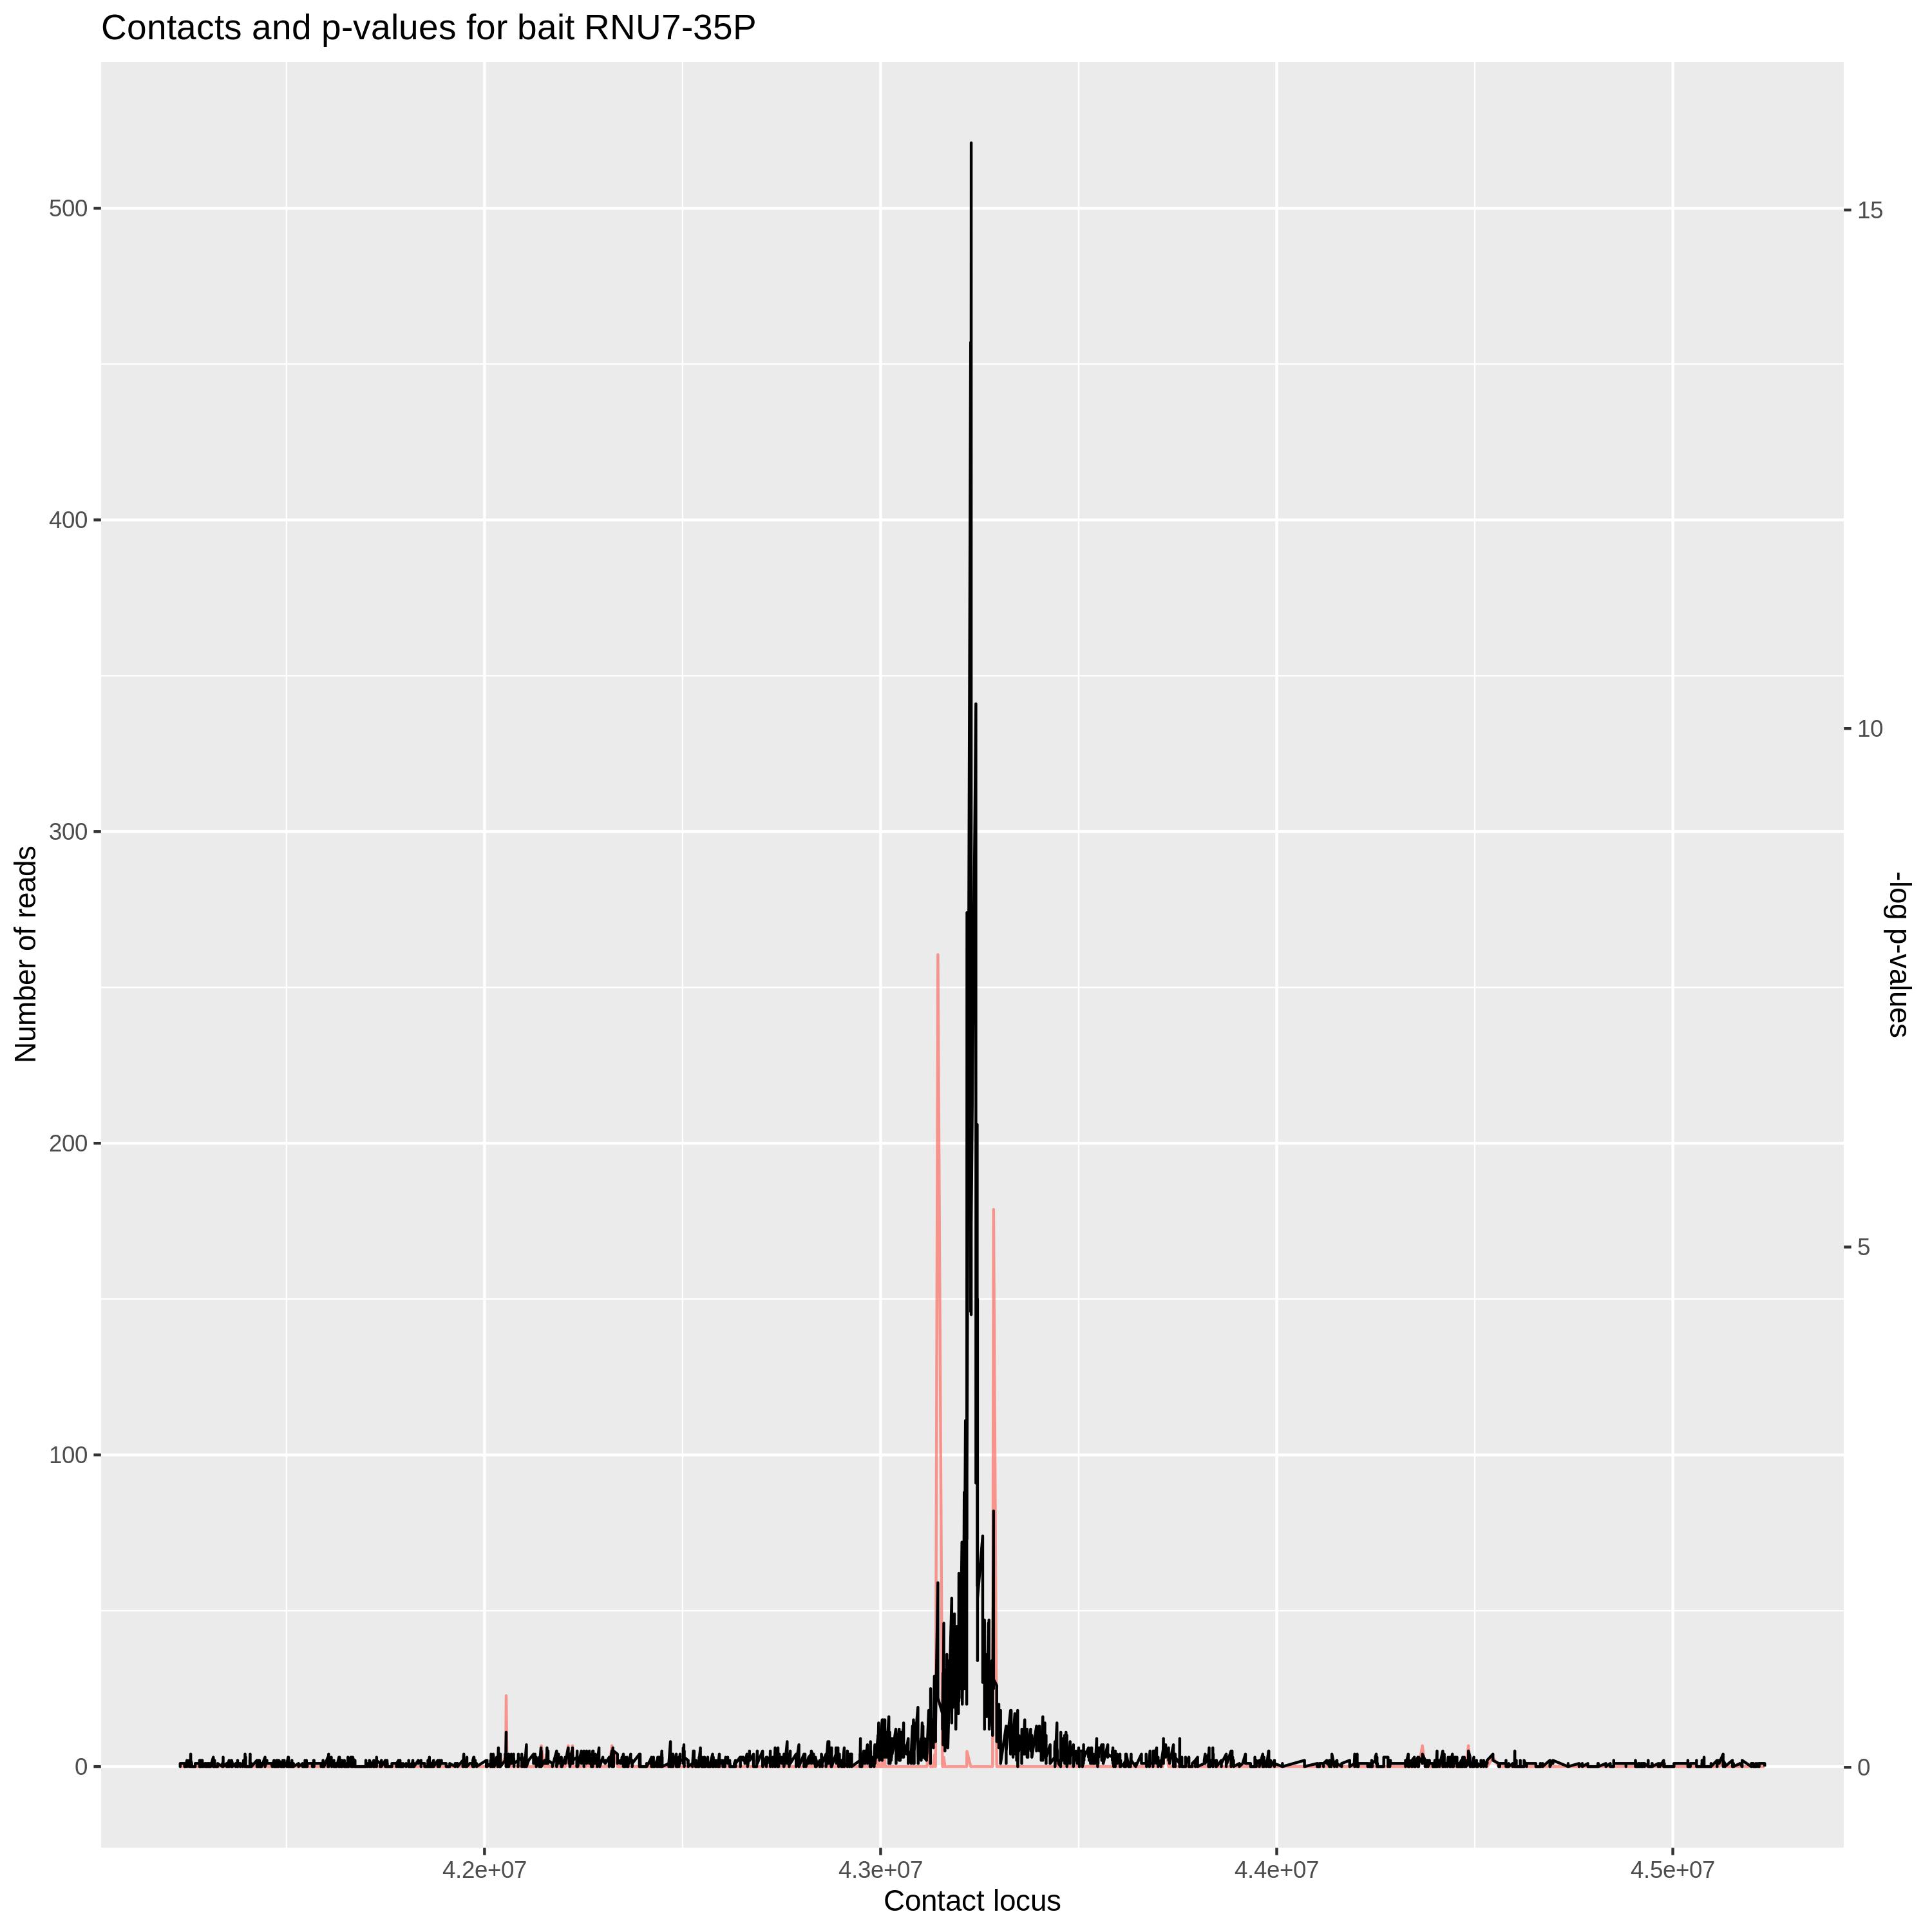 Contacts and p-values for bait RNU7-35P
500
400
300
200
100
0
Number of reads
15
10
5
0
-log p-values
4.2e+07
4.3e+07
4.4e+07
4.5e+07
Contact locus